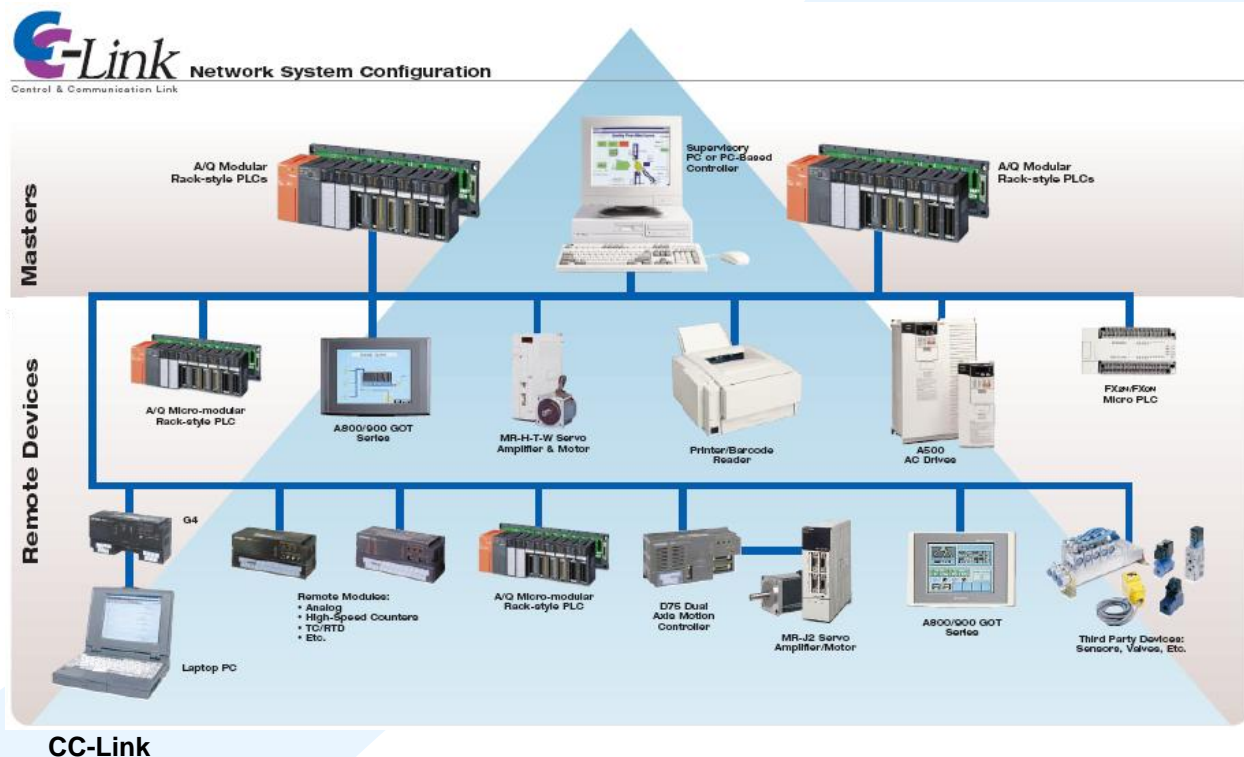 CC-Link
Network System Configuration
Control & Communication Link
Masters
A/Q Modular
Rack-style PLCs
Supervisory
PC or PC-Based
Controller
A/Q Modular
Rack-style PLCs
Remote Devices
A/Q Micro-modular
Rack-style PLC
A800/900 GOT
Series
MR-H-T-W Servo
Amplifier & Motor
Printer/Barcode
Reader
A500
AC Drives
FX2N/FX0N
Micro PLC
G4
Laptop PC
Remote Modules:
• Analog
• High-Speed Counters
• TC/RTD
• Etc.
A/Q Micro-modular
Rack-style PLC
D75 Dual
Axis Motion
Controller
MR-J2 Servo
Amplifier/Motor
A800/900 GOT
Series
Third Party Devices:
Sensors, Valves, Etc.
CC-Link